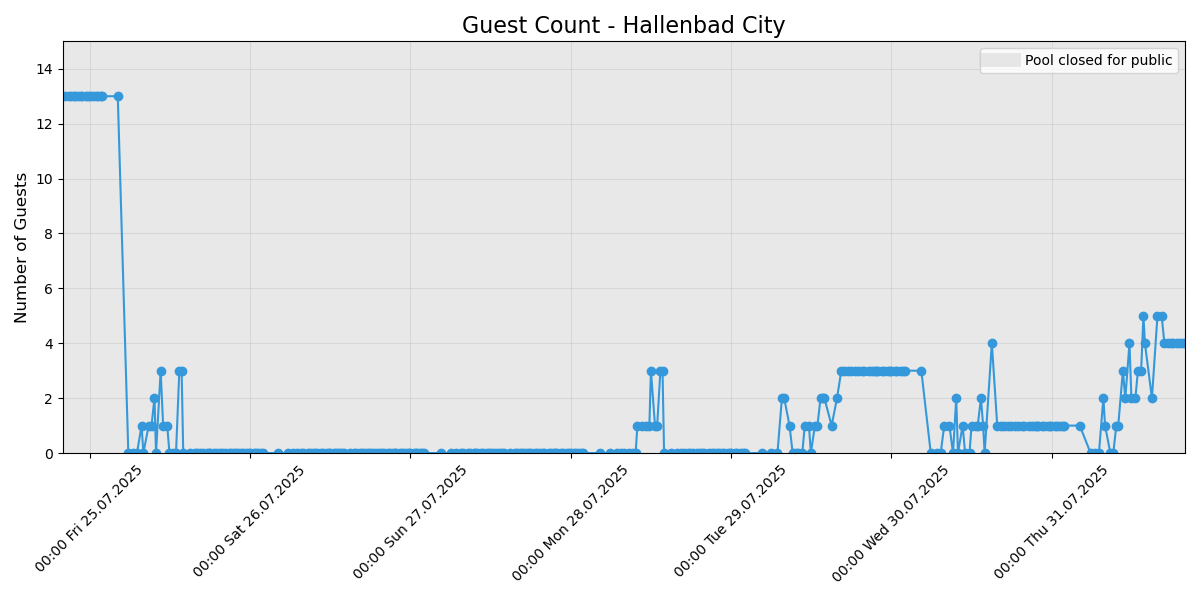 Guest Count - Hallenbad City
Pool closed for public
Number of Guests
14
12
10
8
6
4
2
0
00:00 Fri 25.07.2025
00:00 Sat 26.07.2025
00:00 Sun 27.07.2025
00:00 Mon 28.07.2025
00:00 Tue 29.07.2025
00:00 Wed 30.07.2025
00:00 Thu 31.07.2025